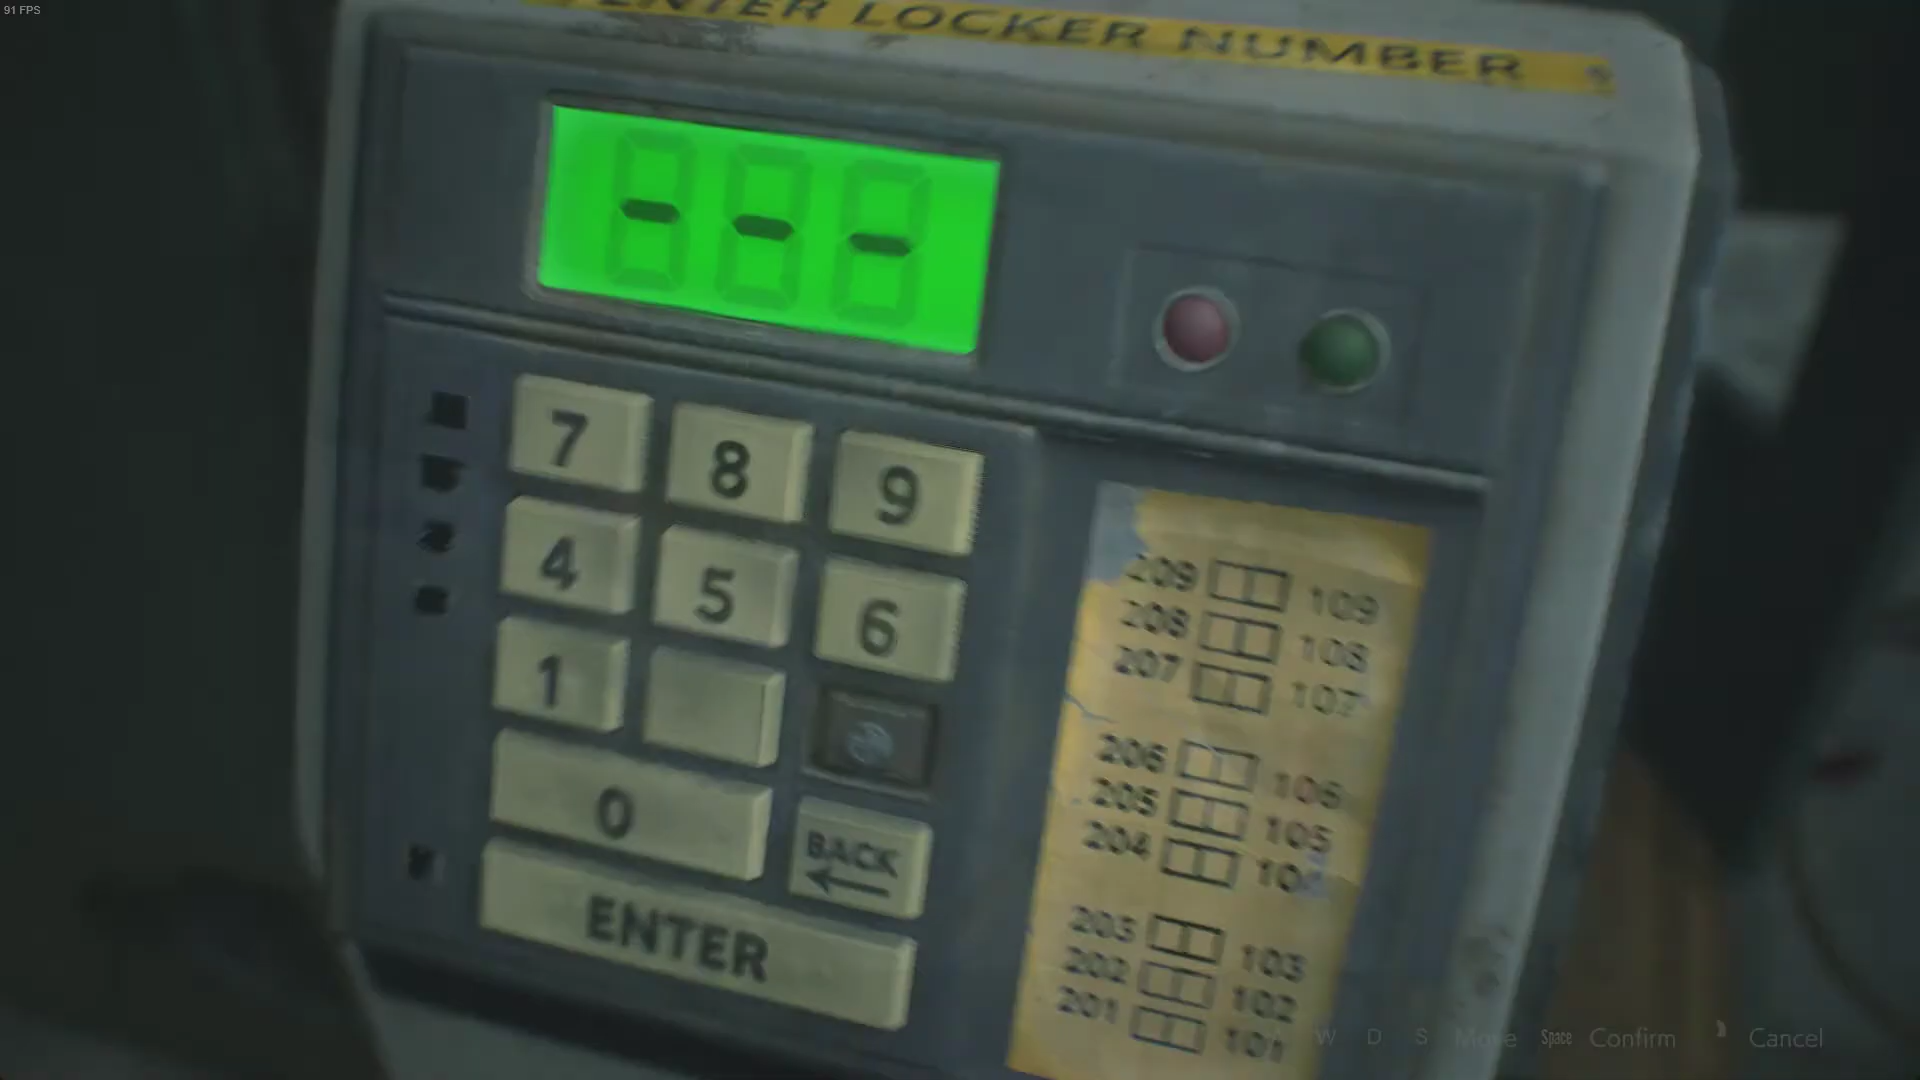 91 FPS
ENTER LOCKER NUMBER
7 8 9
4 5 6
1
0
BACK
ENTER
209 109
208 108
207 107
206 106
205 105
204
203 103
202 102
201 101
W D S Move Space Confirm Cancel